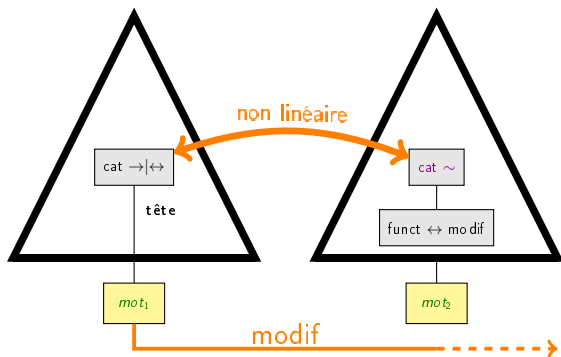 non linéaire
cat →|↔
cat ∼
tête
funct ↔ modif
mot₁
mot₂
modif